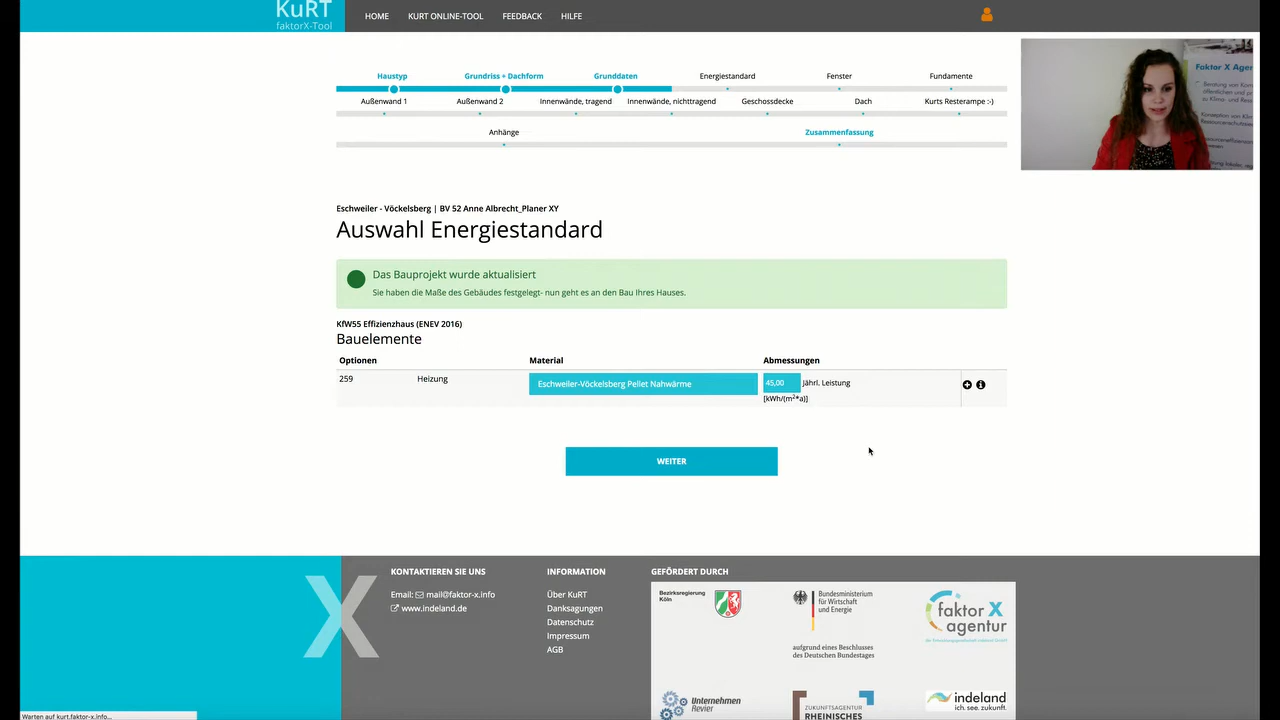 KuRT
faktorX-Tool
HOME
KURT ONLINE-TOOL
FEEDBACK
HILFE
Haustyp
Grundriss + Dachform
Grunddaten
Energiestandard
Fenster
Fundamente
Außenwand 1
Außenwand 2
Innenwände, tragend
Innenwände, nichttragend
Geschossdecke
Dach
Kurts Resterampe :-)
Anhänge
Zusammenfassung
Faktor X Agen
Eschweiler - Vöckelsberg | BV 52 Anne Albrecht_Planer XY
Auswahl Energiestandard
Das Bauprojekt wurde aktualisiert
Sie haben die Maße des Gebäudes festgelegt- nun geht es an den Bau Ihres Hauses.
KfW55 Effizienzhaus (ENEV 2016)
Bauelemente
Optionen
Material
Abmessungen
259
Heizung
Eschweiler-Vöckelsberg Pellet Nahwärme
45,00
Jährl. Leistung
[kWh/(m²*a)]
WEITER
X
KONTAKTIEREN SIE UNS
Email: mail@faktor-x.info
www.indeland.de
INFORMATION
Über KuRT
Danksagungen
Datenschutz
Impressum
AGB
GEFÖRDERT DURCH
Bezirksregierung
Köln
Bundesministerium
für Wirtschaft
und Energie
aufgrund eines Beschlusses
des Deutschen Bundestages
faktor X
agentur
Unternehmen
Revier
ZUKUNFTSAGENTUR
RHEINISCHES
indeland
ich. see. zukunft.
Warten auf kurt.faktor-x.info...